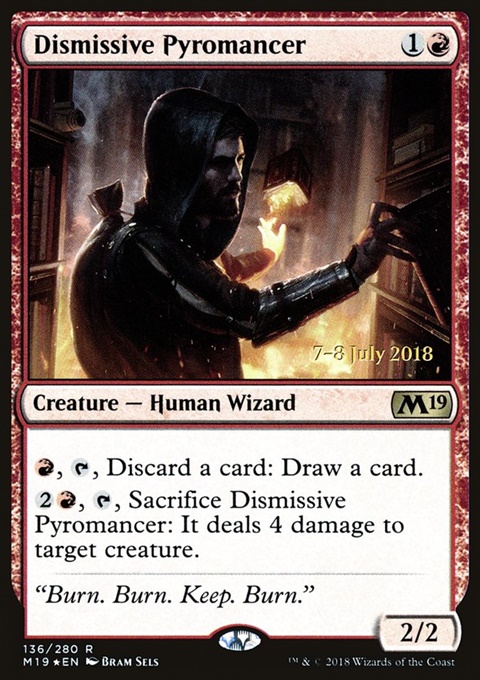 Dismissive Pyromancer 1
7-8 July 2018
Creature — Human Wizard M19
, , Discard a card: Draw a card.
2 , , Sacrifice Dismissive
Pyromancer: It deals 4 damage to
target creature.
“Burn. Burn. Keep. Burn.”
2/2
136/280 R
M19★EN Bram Sels ™ & © 2018 Wizards of the Coast